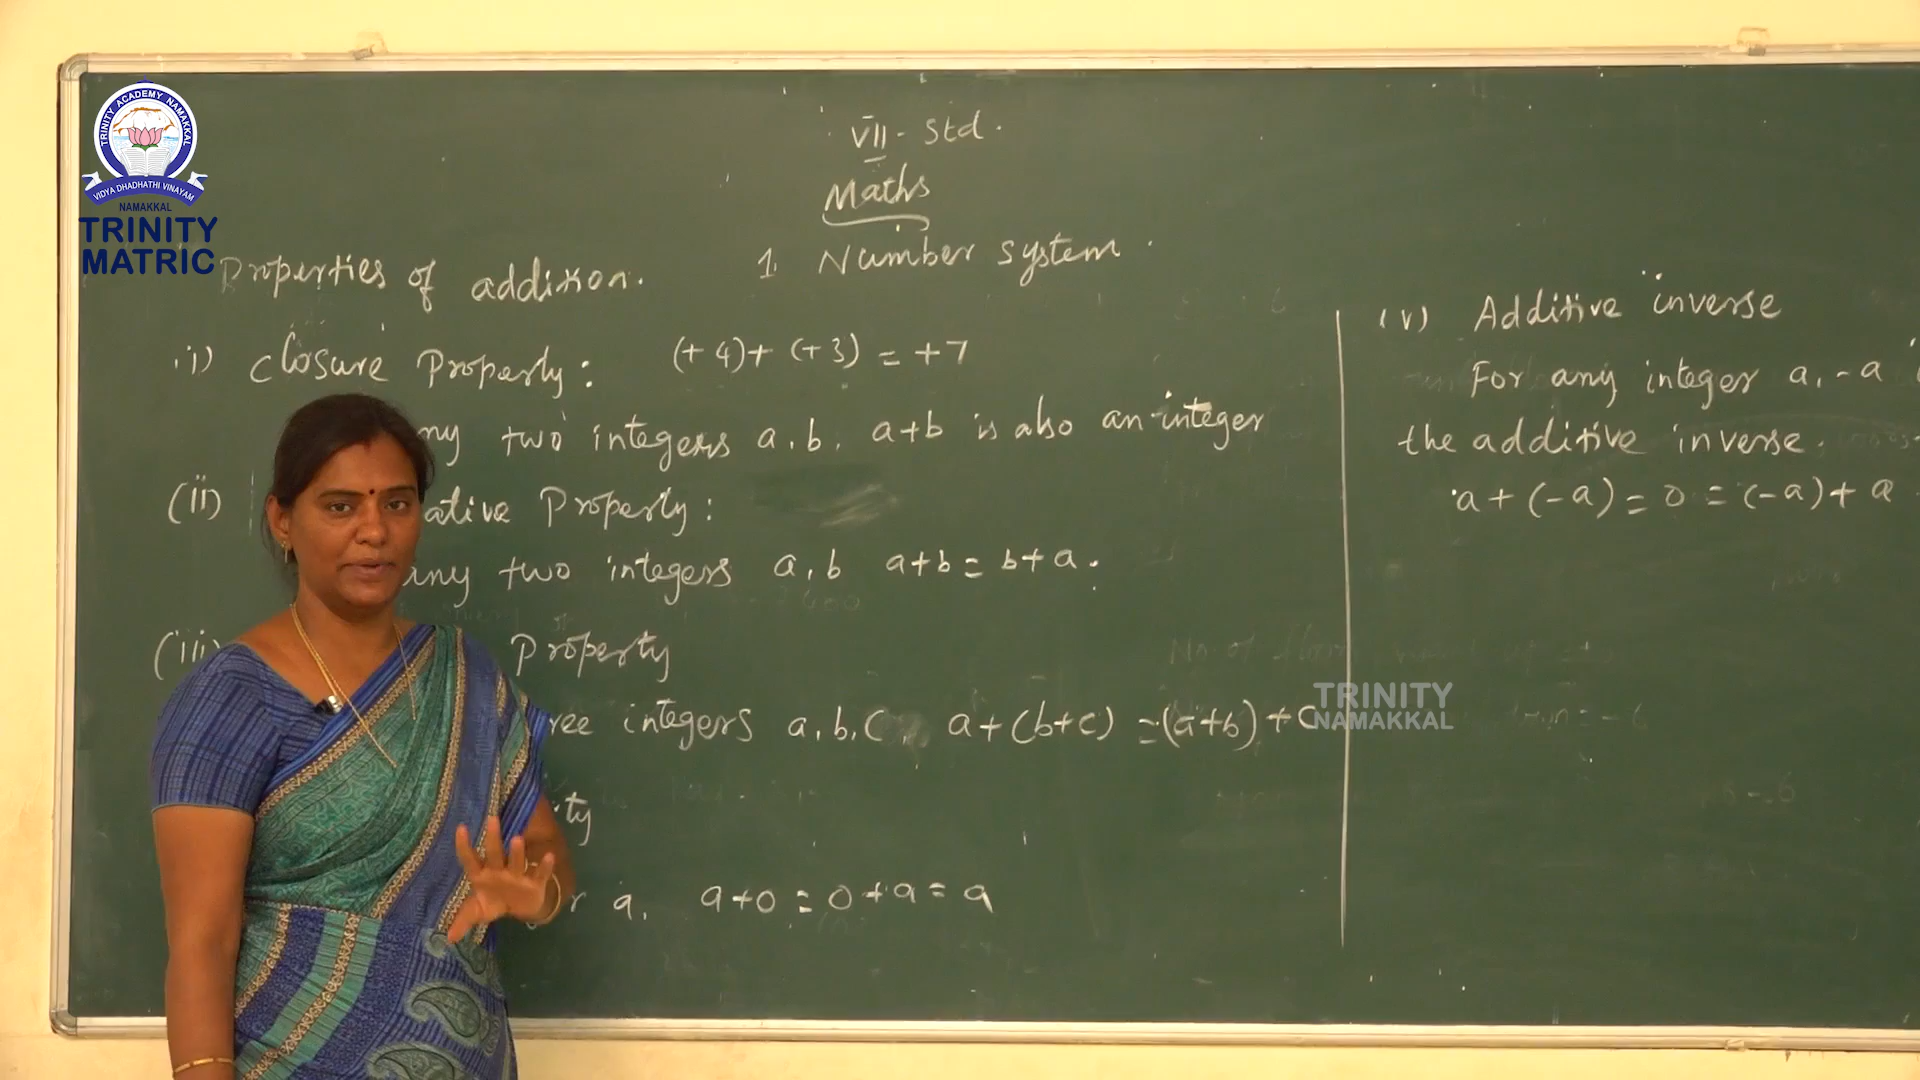 TRINITY ACADEMY NAMAKKAL
VIDYA DHADHATHI VINAYAM
NAMAKKAL
TRINITY
MATRIC
VII - Std.
Maths
1. Number system.
Properties of addition.
i) Closure Property: (+4)+(+3) = +7
ny two integers a, b, a+b is also an integer
(ii) ative Property:
any two integers a, b a+b = b+a.
(iii) Property
ree integers a, b, c, a+(b+c) = (a+b)+c
ty
r a, a+0 = 0+a = a
(v) Additive inverse
For any integer a, -a
the additive inverse.
a+(-a) = 0 = (-a)+a
TRINITY
NAMAKKAL